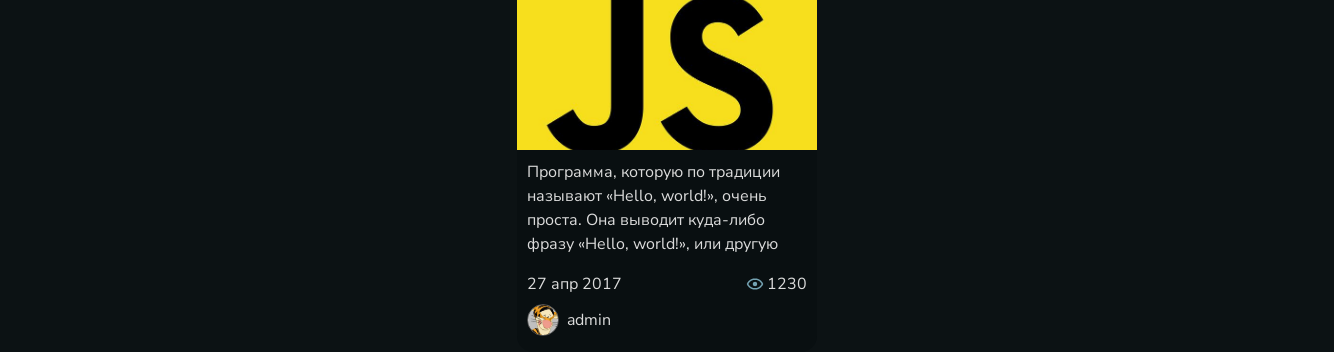 JS
Программа, которую по традиции
называют «Hello, world!», очень
проста. Она выводит куда-либо
фразу «Hello, world!», или другую
27 апр 2017 1230
admin